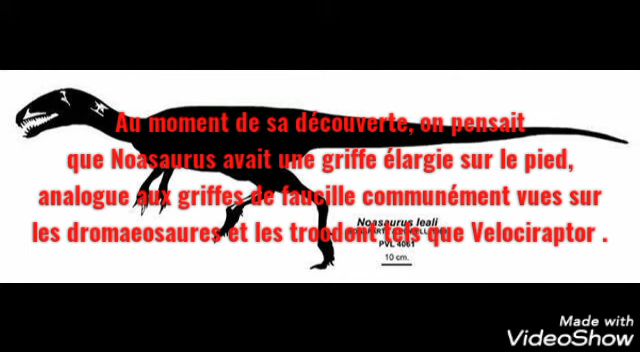 Au moment de sa découverte, on pensait
que Noasaurus avait une griffe élargie sur le pied,
analogue aux griffes de faucille communément vues sur
les dromaeosaures et les troodont tels que Velociraptor .
Noasaurus leali
PVL 4061
10 cm.
Made with
VideoShow